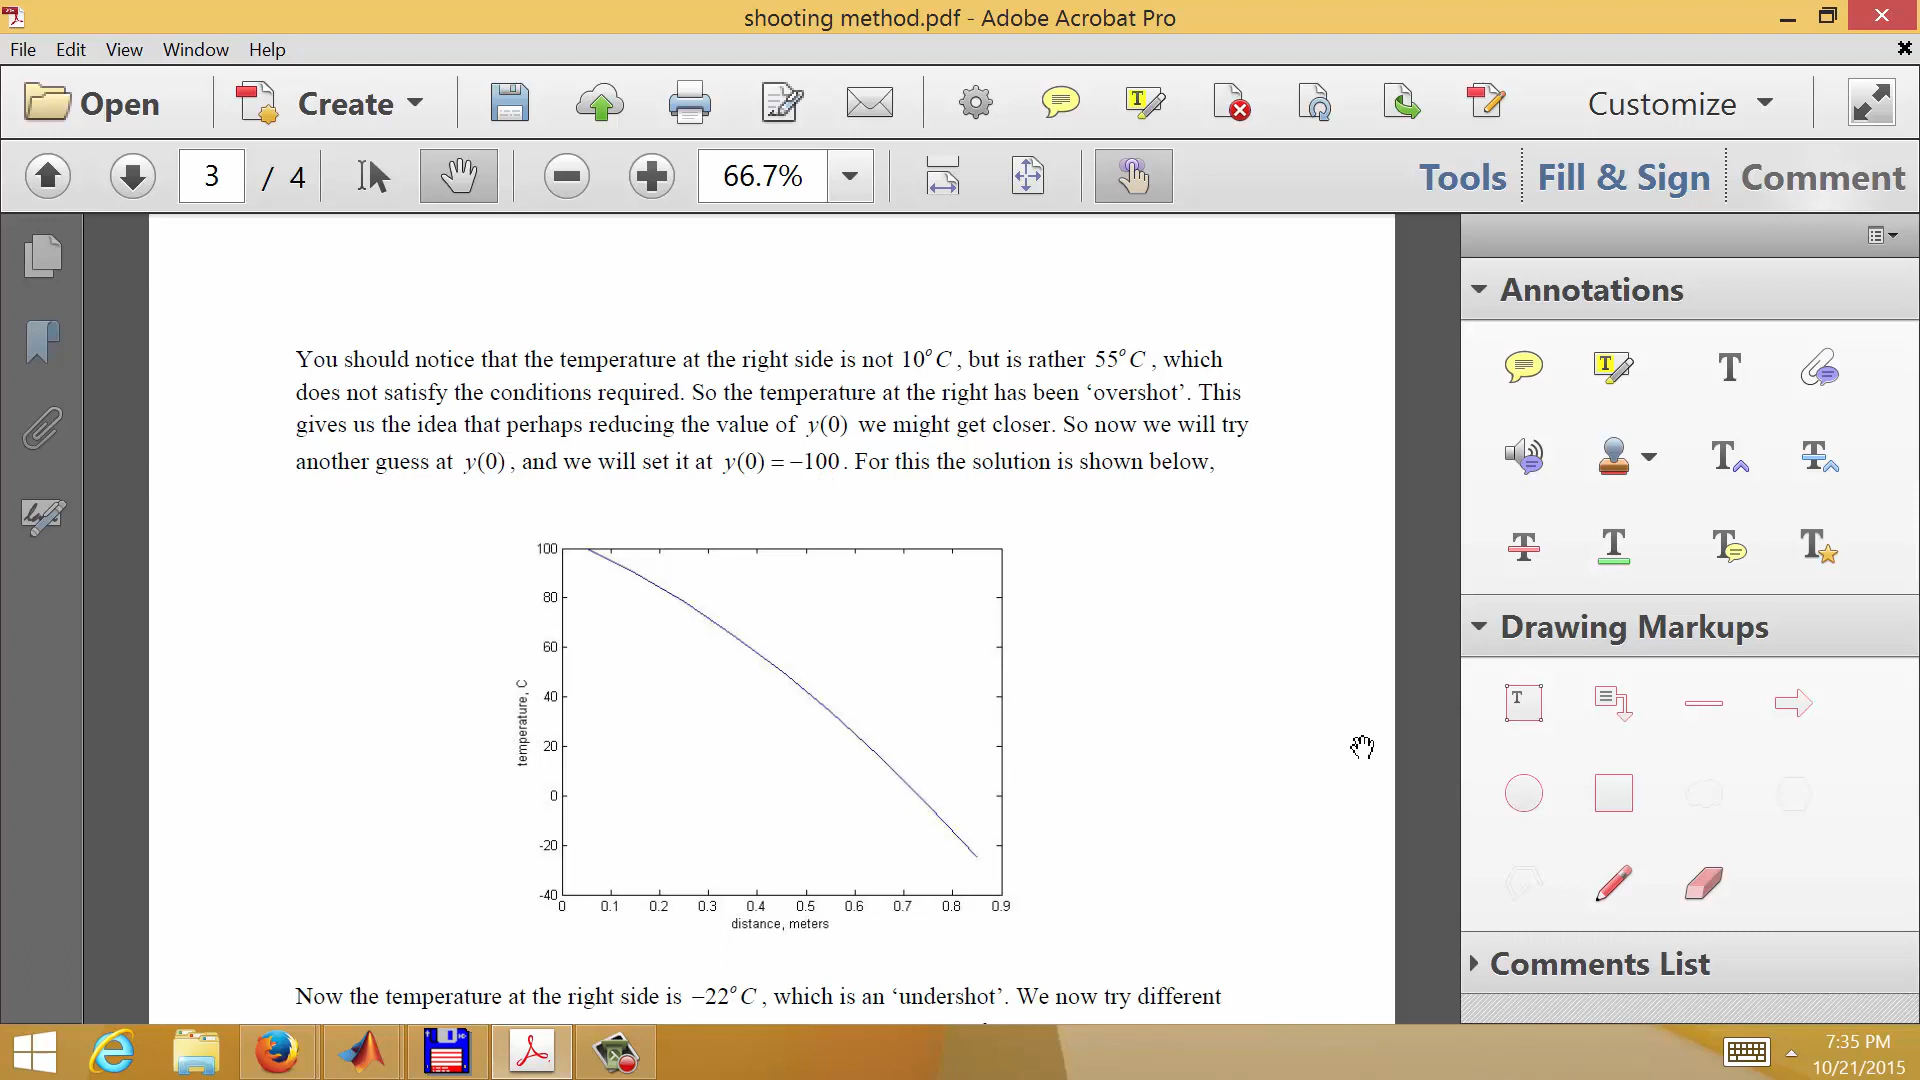 shooting method.pdf - Adobe Acrobat Pro
File Edit View Window Help
Open Create Customize
3 / 4 66.7% Tools Fill & Sign Comment
Annotations
Drawing Markups
Comments List
You should notice that the temperature at the right side is not 10°C, but is rather 55°C, which
does not satisfy the conditions required. So the temperature at the right has been ‘overshot’. This
gives us the idea that perhaps reducing the value of y(0) we might get closer. So now we will try
another guess at y(0), and we will set it at y(0) = −100. For this the solution is shown below,
100
80
60
40
20
0
-20
-40
temperature, C
0 0.1 0.2 0.3 0.4 0.5 0.6 0.7 0.8 0.9
distance, meters
Now the temperature at the right side is −22°C, which is an ‘undershot’. We now try different
7:35 PM
10/21/2015